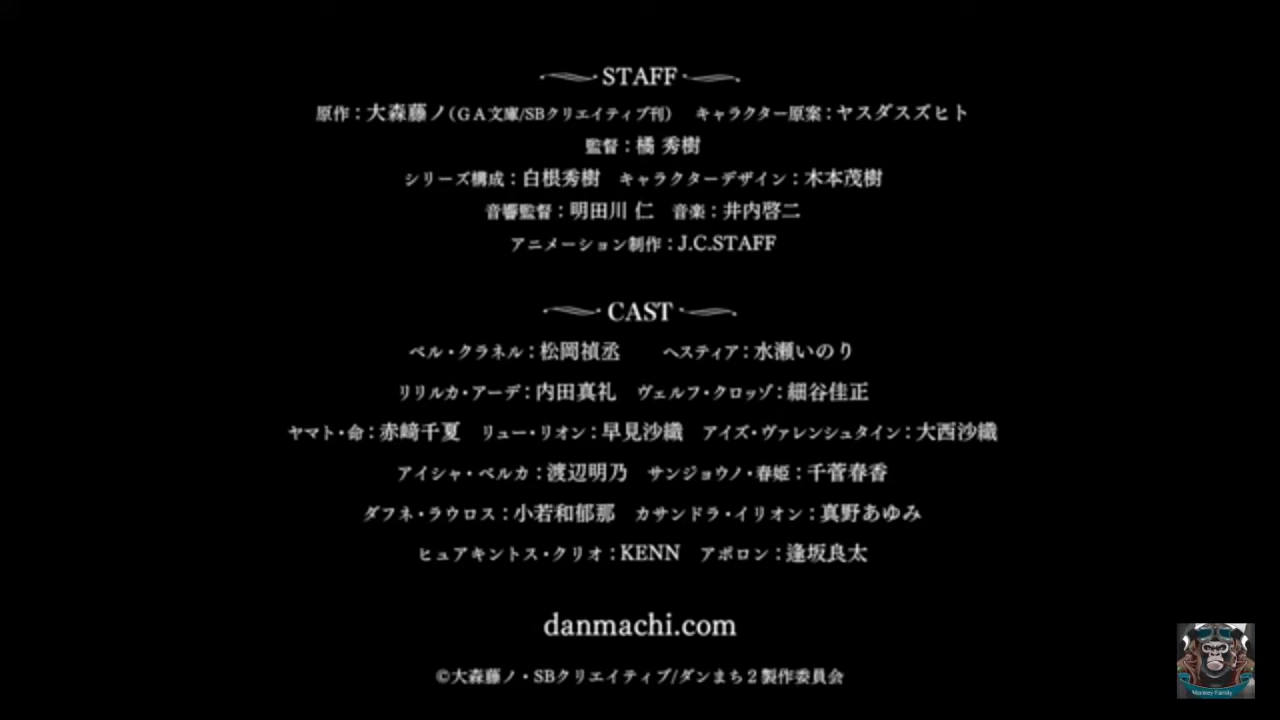 STAFF
原作：大森藤ノ(GA文庫/SBクリエイティブ刊)　キャラクター原案：ヤスダスズヒト
監督：橘 秀樹
シリーズ構成：白根秀樹　キャラクターデザイン：木本茂樹
音響監督：明田川 仁　音楽：井内啓二
アニメーション制作：J.C.STAFF
CAST
ベル・クラネル：松岡禎丞　ヘスティア：水瀬いのり
リリルカ・アーデ：内田真礼　ヴェルフ・クロッゾ：細谷佳正
ヤマト・命：赤﨑千夏　リュー・リオン：早見沙織　アイズ・ヴァレンシュタイン：大西沙織
アイシャ・ベルカ：渡辺明乃　サンジョウノ・春姫：千菅春香
ダフネ・ラウロス：小若和郁那　カサンドラ・イリオン：真野あゆみ
ヒュアキントス・クリオ：KENN　アポロン：逢坂良太
danmachi.com
©大森藤ノ・SBクリエイティブ/ダンまち２製作委員会
Monkey Family